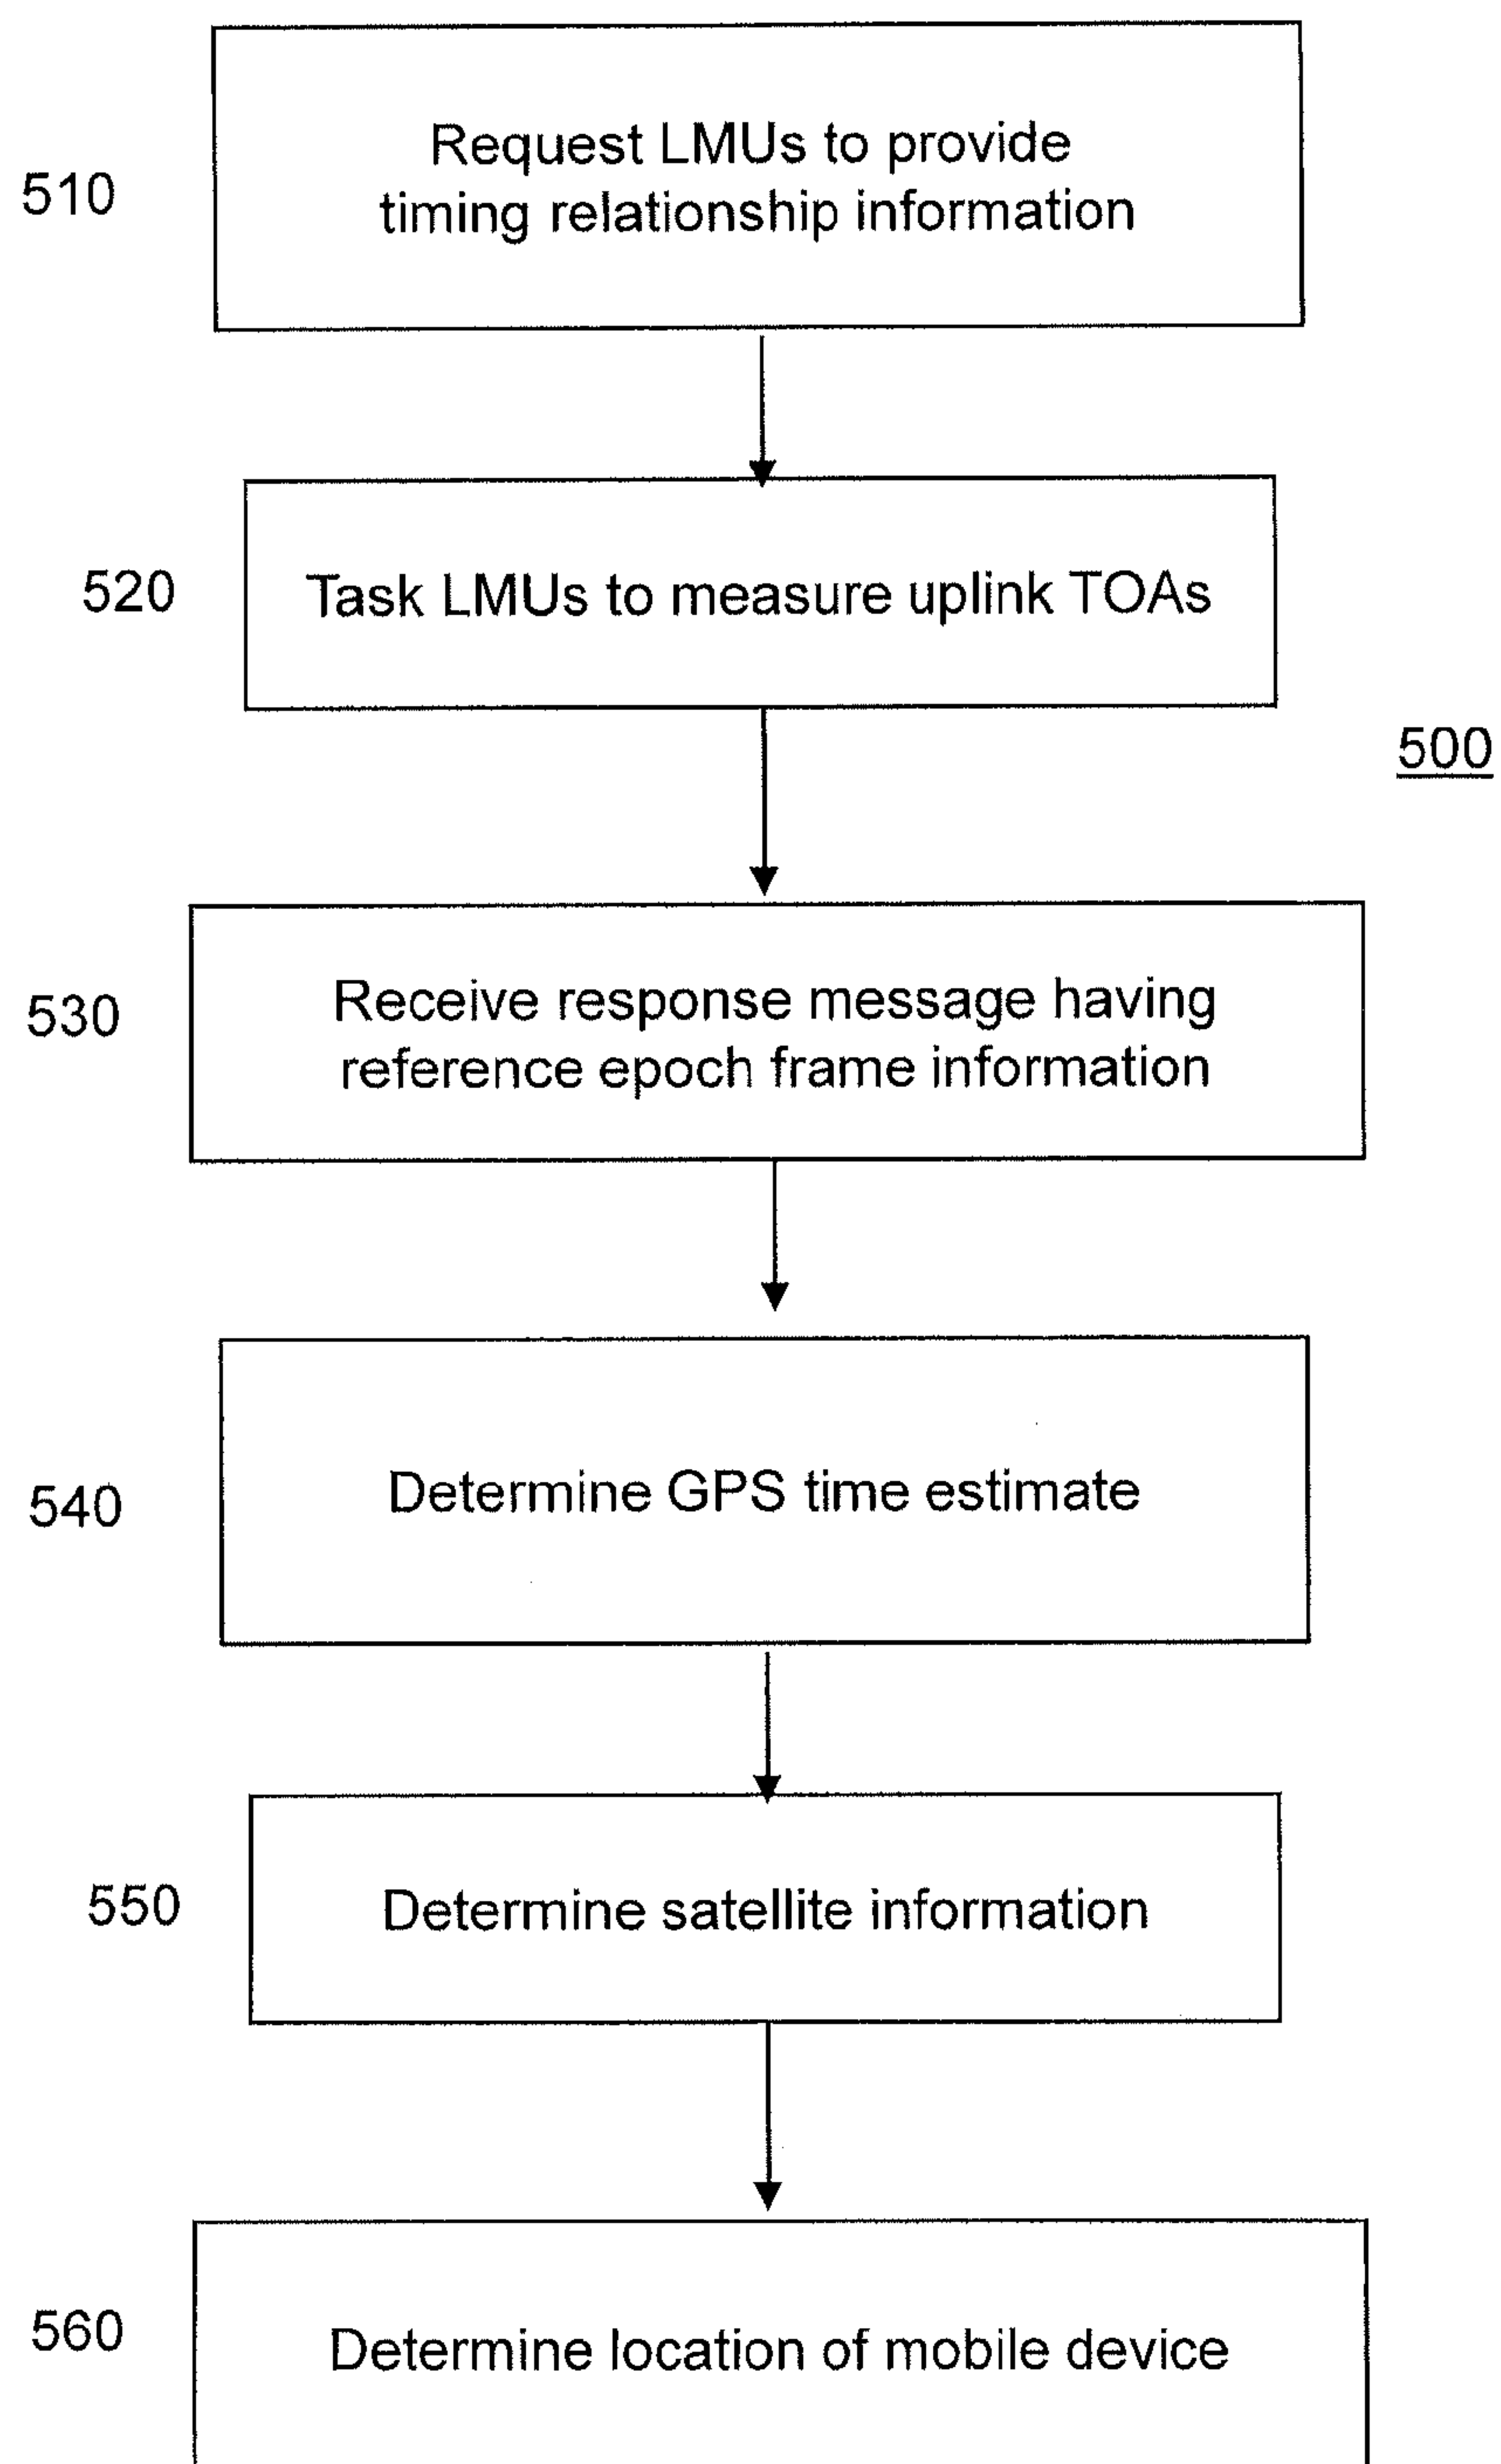 510
Request LMUs to provide
timing relationship information
520
Task LMUs to measure uplink TOAs
500
530
Receive response message having
reference epoch frame information
540
Determine GPS time estimate
550
Determine satellite information
560
Determine location of mobile device